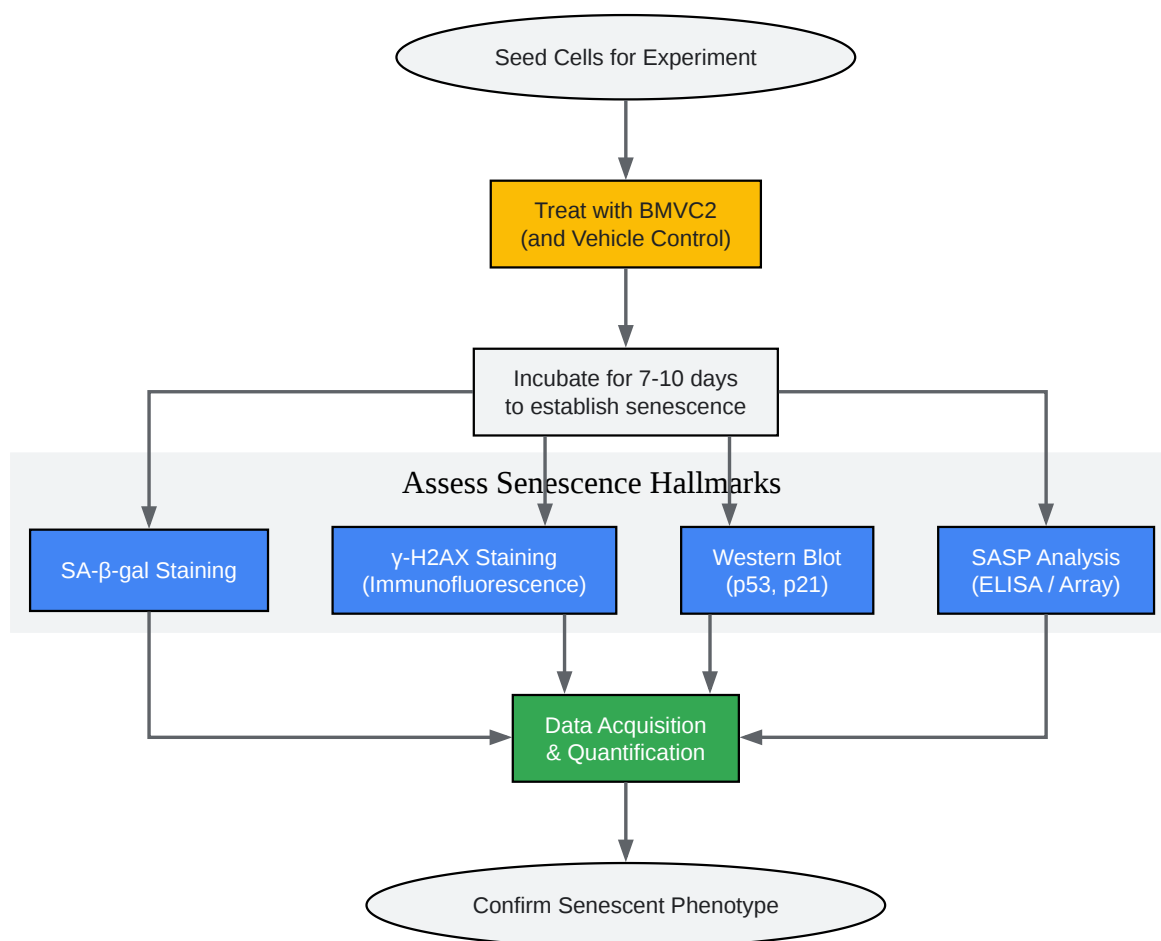 Seed Cells for Experiment
Treat with BMVC2
(and Vehicle Control)
Incubate for 7-10 days
to establish senescence
Assess Senescence Hallmarks
SA-β-gal Staining
γ-H2AX Staining
(Immunofluorescence)
Western Blot
(p53, p21)
SASP Analysis
(ELISA / Array)
Data Acquisition
& Quantification
Confirm Senescent Phenotype